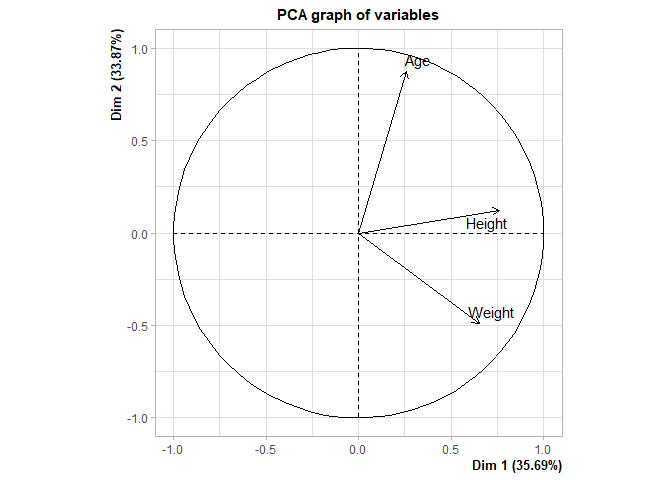 PCA graph of variables
Dim 2 (33.87%)
1.0
0.5
0.0
-0.5
-1.0
Age
Height
Weight
-1.0 -0.5 0.0 0.5 1.0
Dim 1 (35.69%)